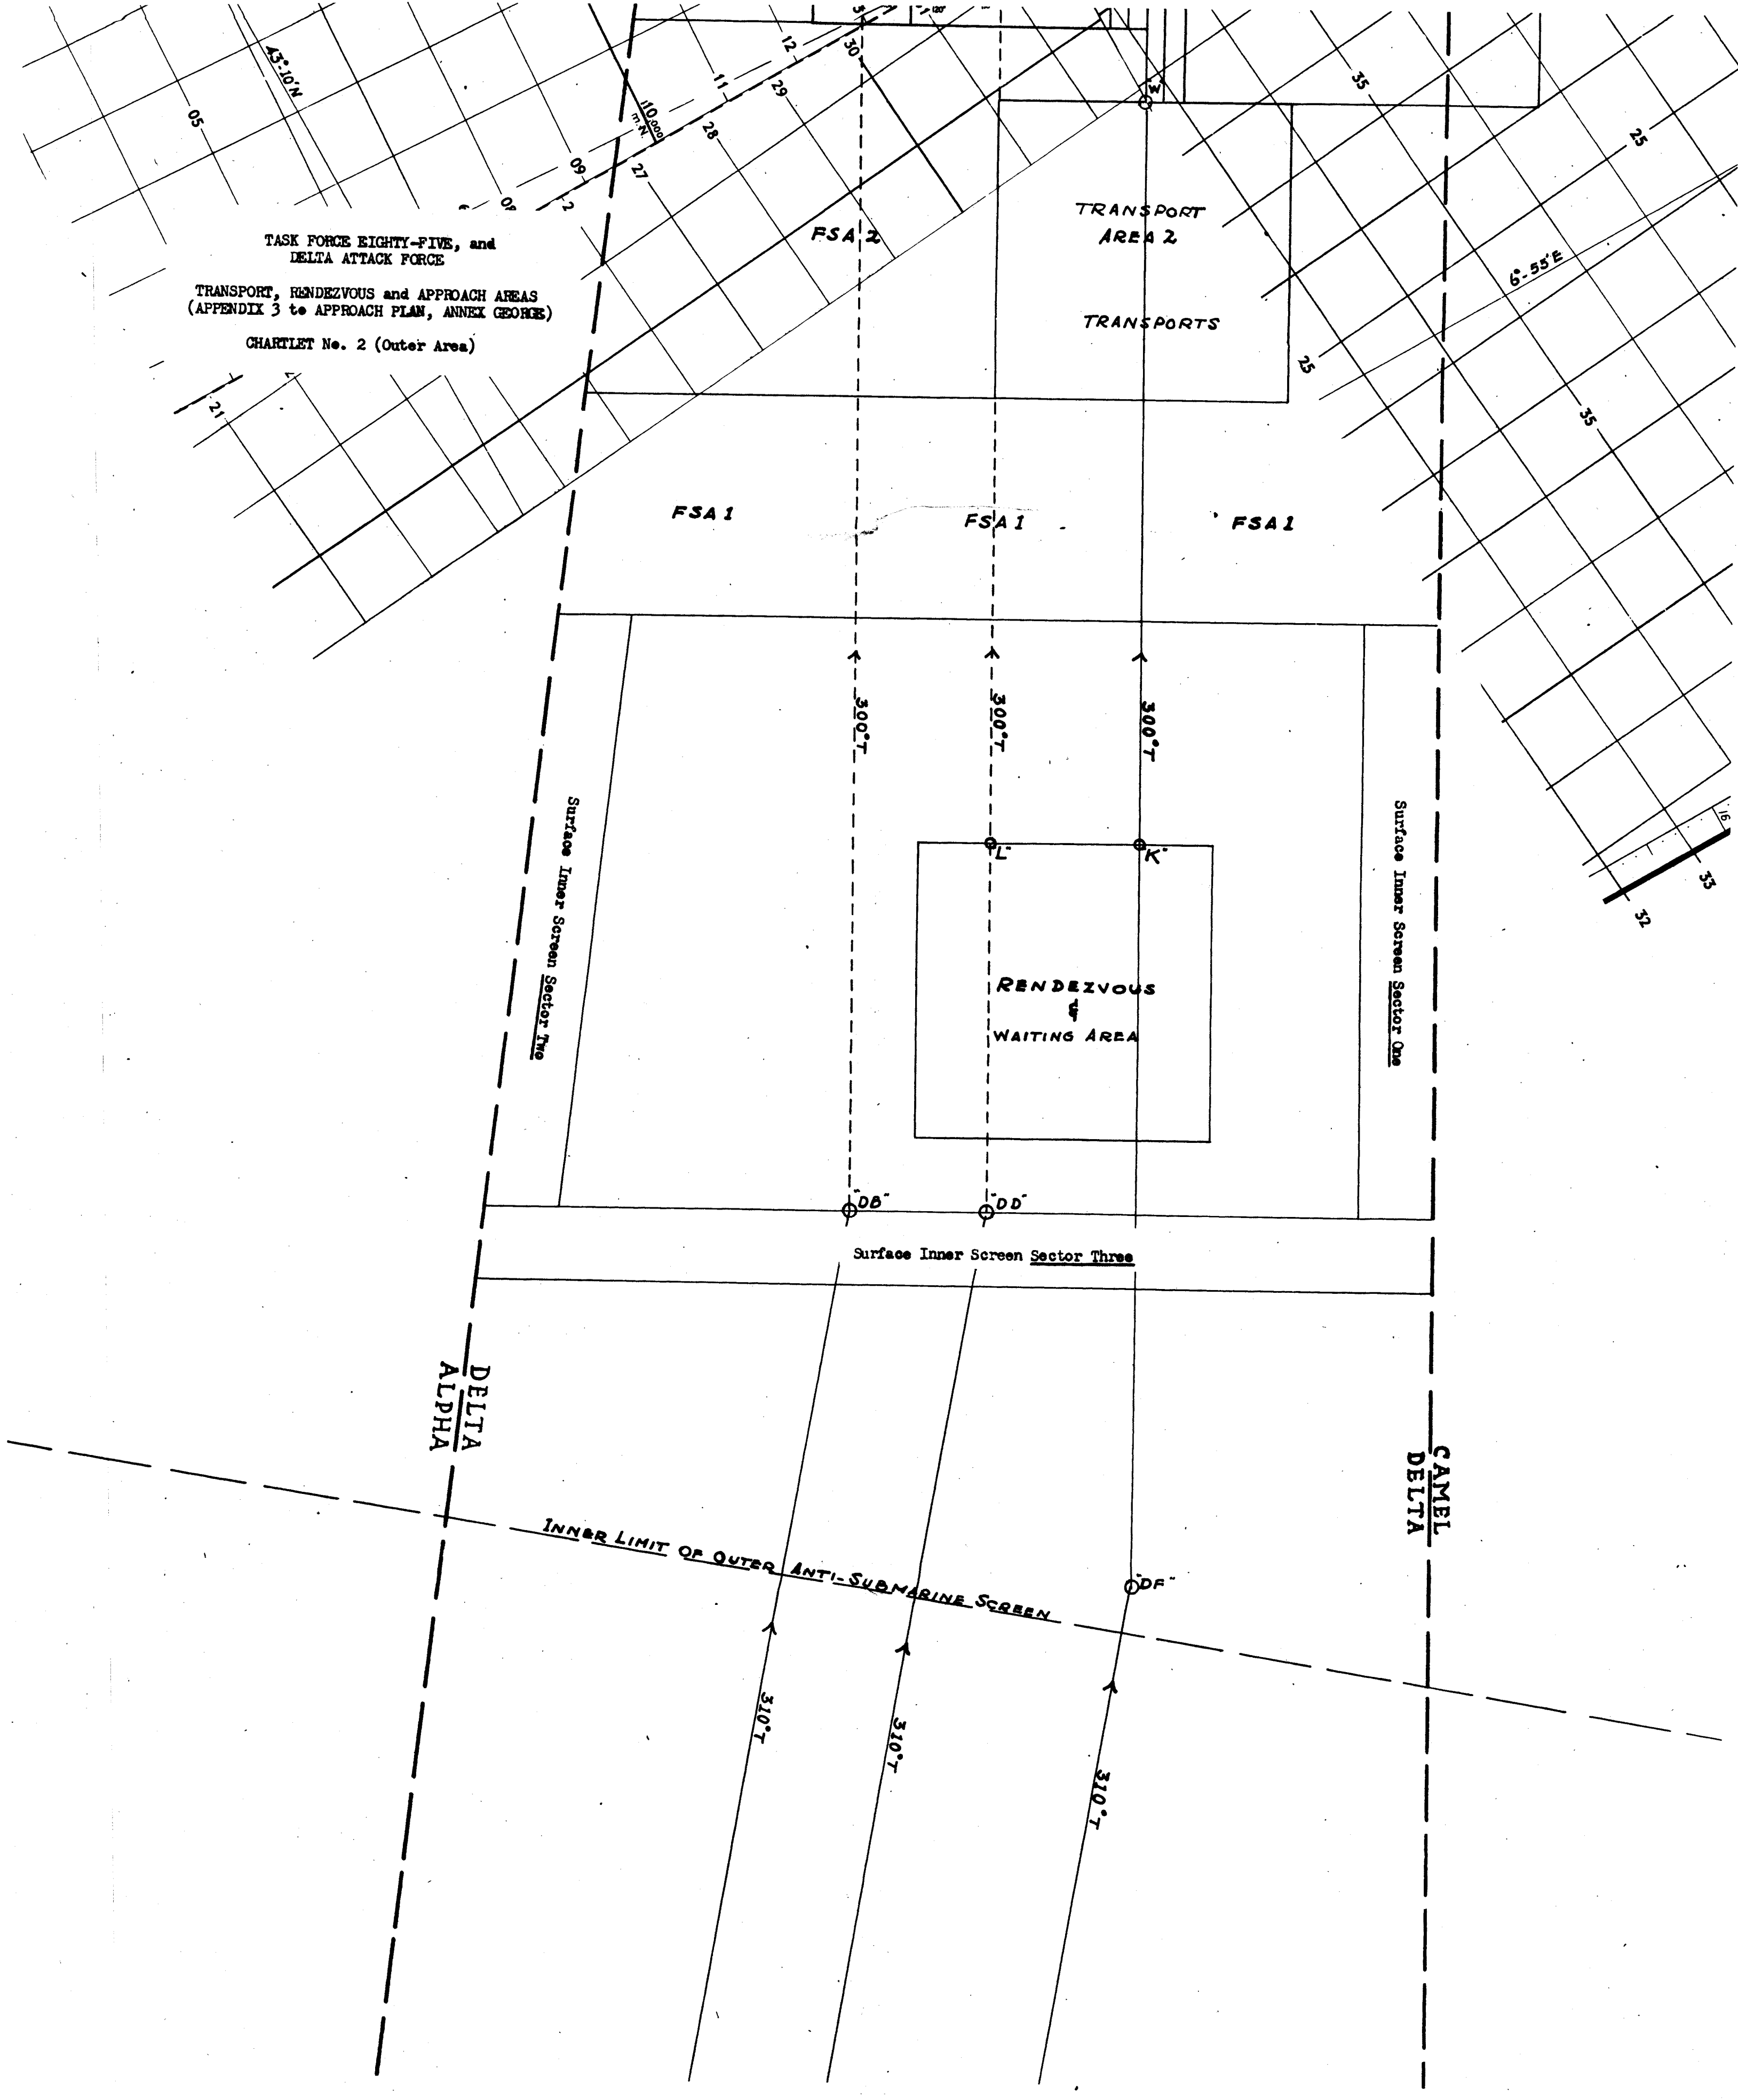 43°-10'N
05
12
30
120°
11
29
10,000
m.N.
28
09
27
35
25
"W"
TASK FORCE EIGHTY-FIVE, and
DELTA ATTACK FORCE
TRANSPORT, RENDEZVOUS and APPROACH AREAS
(APPENDIX 3 to APPROACH PLAN, ANNEX GEORGE)
CHARTLET No. 2 (Outer Area)
FSA 2
TRANSPORT
AREA 2
TRANSPORTS
6°-55'E
25
35
21
FSA 1
FSA 1
FSA 1
300°T
300°T
300°T
"L"
"K"
16
33
32
Surface Inner Screen Sector Two
Surface Inner Screen Sector One
RENDEZVOUS
&
WAITING AREA
"DB"
"DD"
Surface Inner Screen Sector Three
DELTA
ALPHA
CAMEL
DELTA
INNER LIMIT OF OUTER ANTI-SUBMARINE SCREEN
"DF"
310°T
310°T
310°T